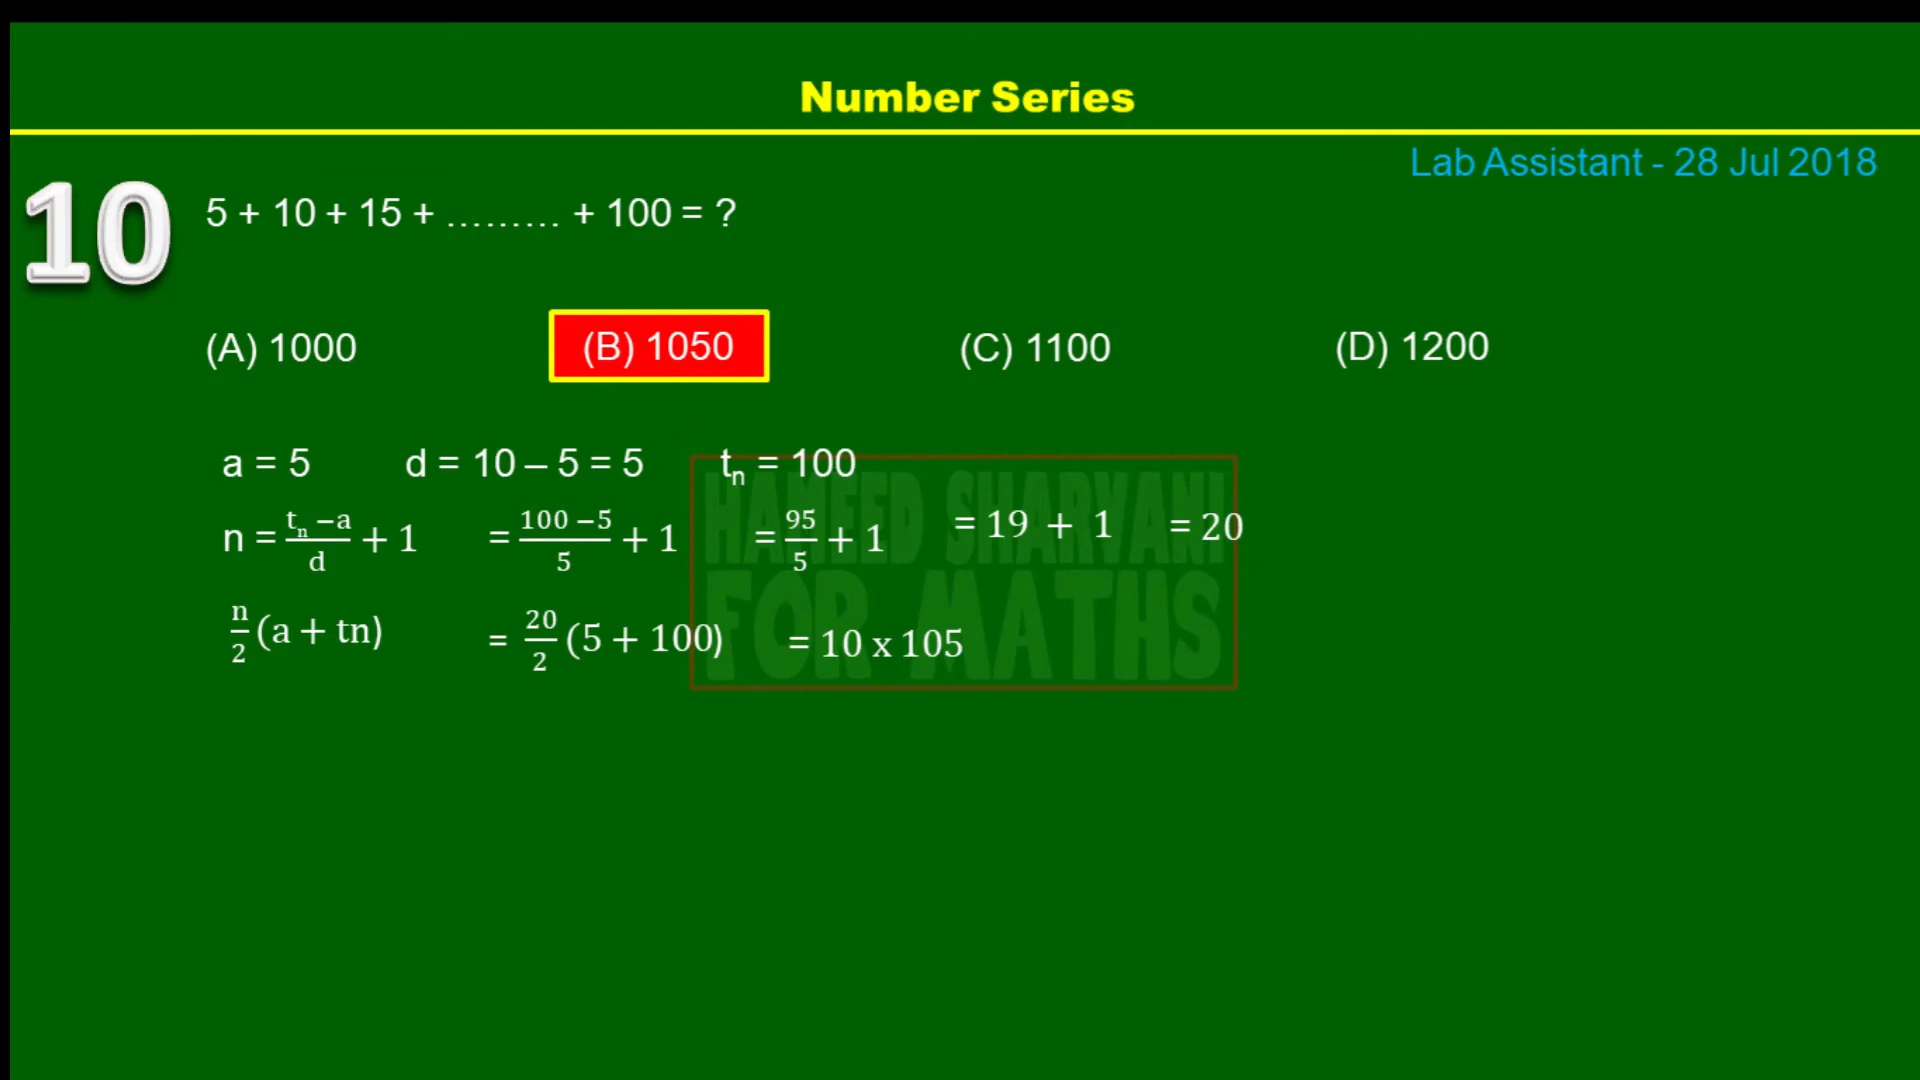 Number Series
Lab Assistant - 28 Jul 2018
10
5 + 10 + 15 + ......... + 100 = ?
(A) 1000 (B) 1050 (C) 1100 (D) 1200
a = 5 d = 10 – 5 = 5 tₙ = 100
n = (tₙ −a)/d + 1 = (100 −5)/5 + 1 = 95/5 + 1 = 19 + 1 = 20
n/2 (a + tn) = 20/2 (5 + 100) = 10 x 105
HAMEED SHARVANI
FOR MATHS